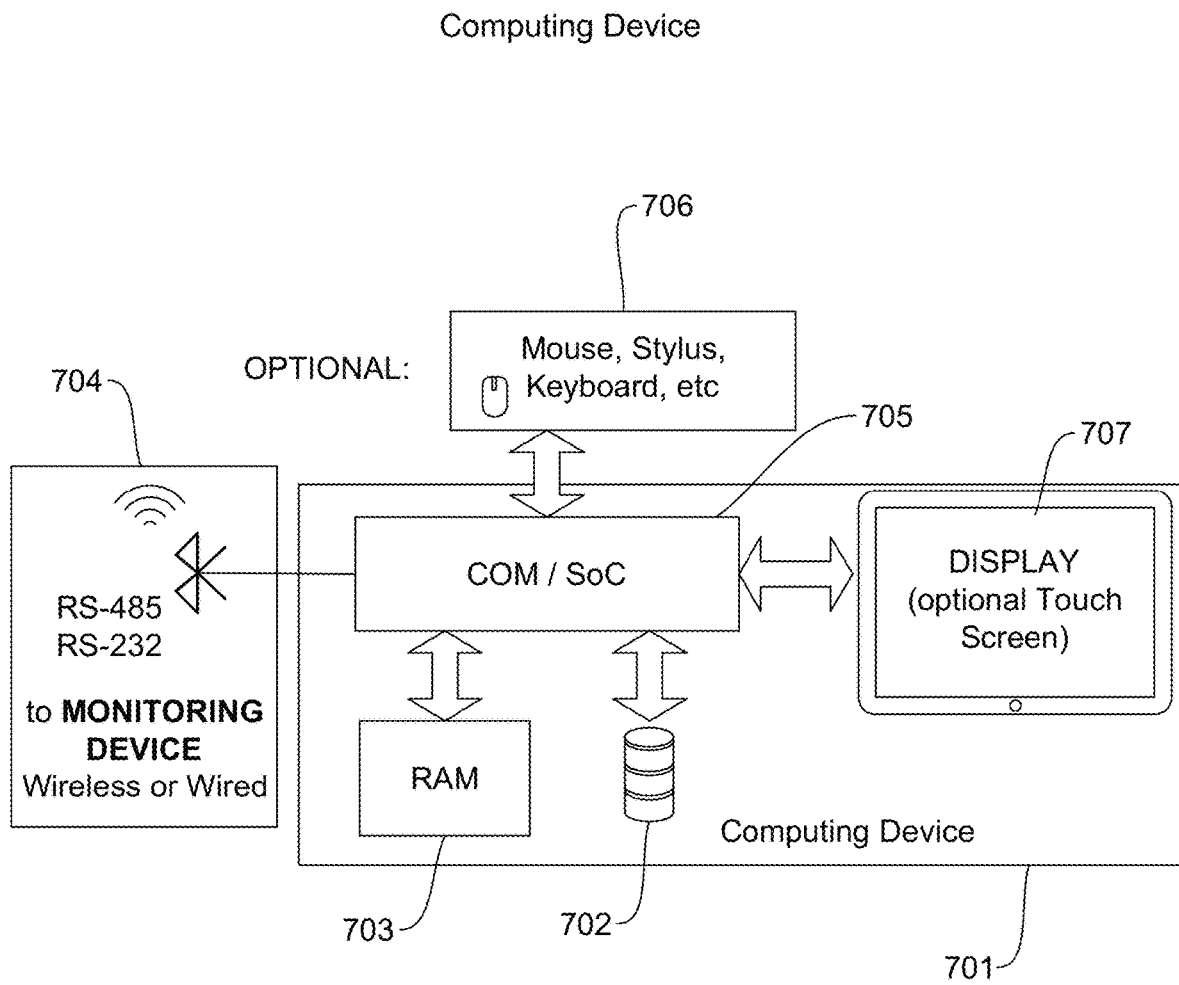 Computing Device
706
OPTIONAL:
Mouse, Stylus,
Keyboard, etc
704
705
707
COM / SoC
DISPLAY
(optional Touch
Screen)
RS-485
RS-232
to MONITORING
DEVICE
Wireless or Wired
RAM
Computing Device
703
702
701